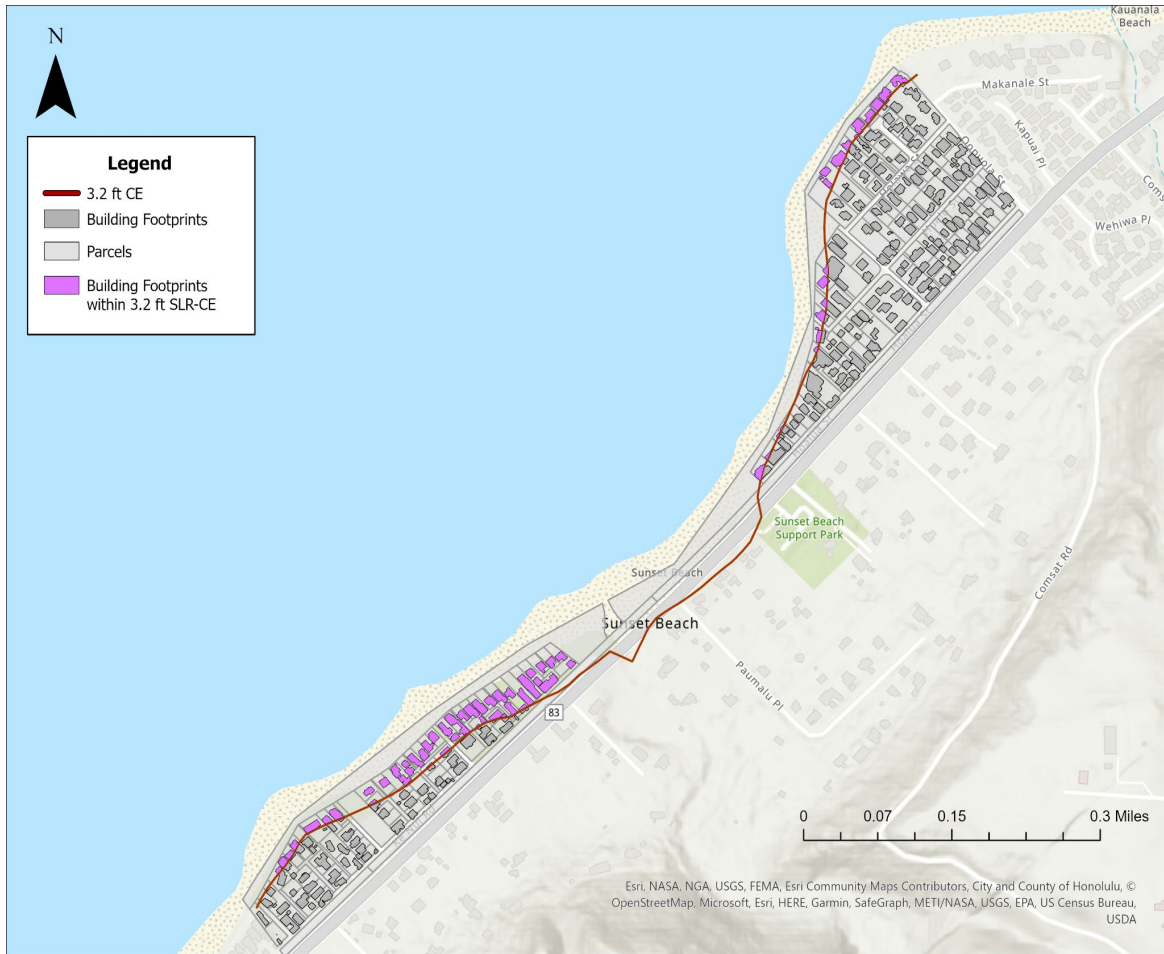 Kauanala
Beach
N
Makanale St
Kapuai Pl
Coms
Wehiwa Pl
Legend
3.2 ft CE
Building Footprints
Parcels
Building Footprints
within 3.2 ft SLR-CE
Sunset Beach
Support Park
Comsat Rd
Sunset Beach
Sunset Beach
Paumalu Pl
83
0 0.07 0.15 0.3 Miles
Esri, NASA, NGA, USGS, FEMA, Esri Community Maps Contributors, City and County of Honolulu, ©
OpenStreetMap, Microsoft, Esri, HERE, Garmin, SafeGraph, METI/NASA, USGS, EPA, US Census Bureau,
USDA